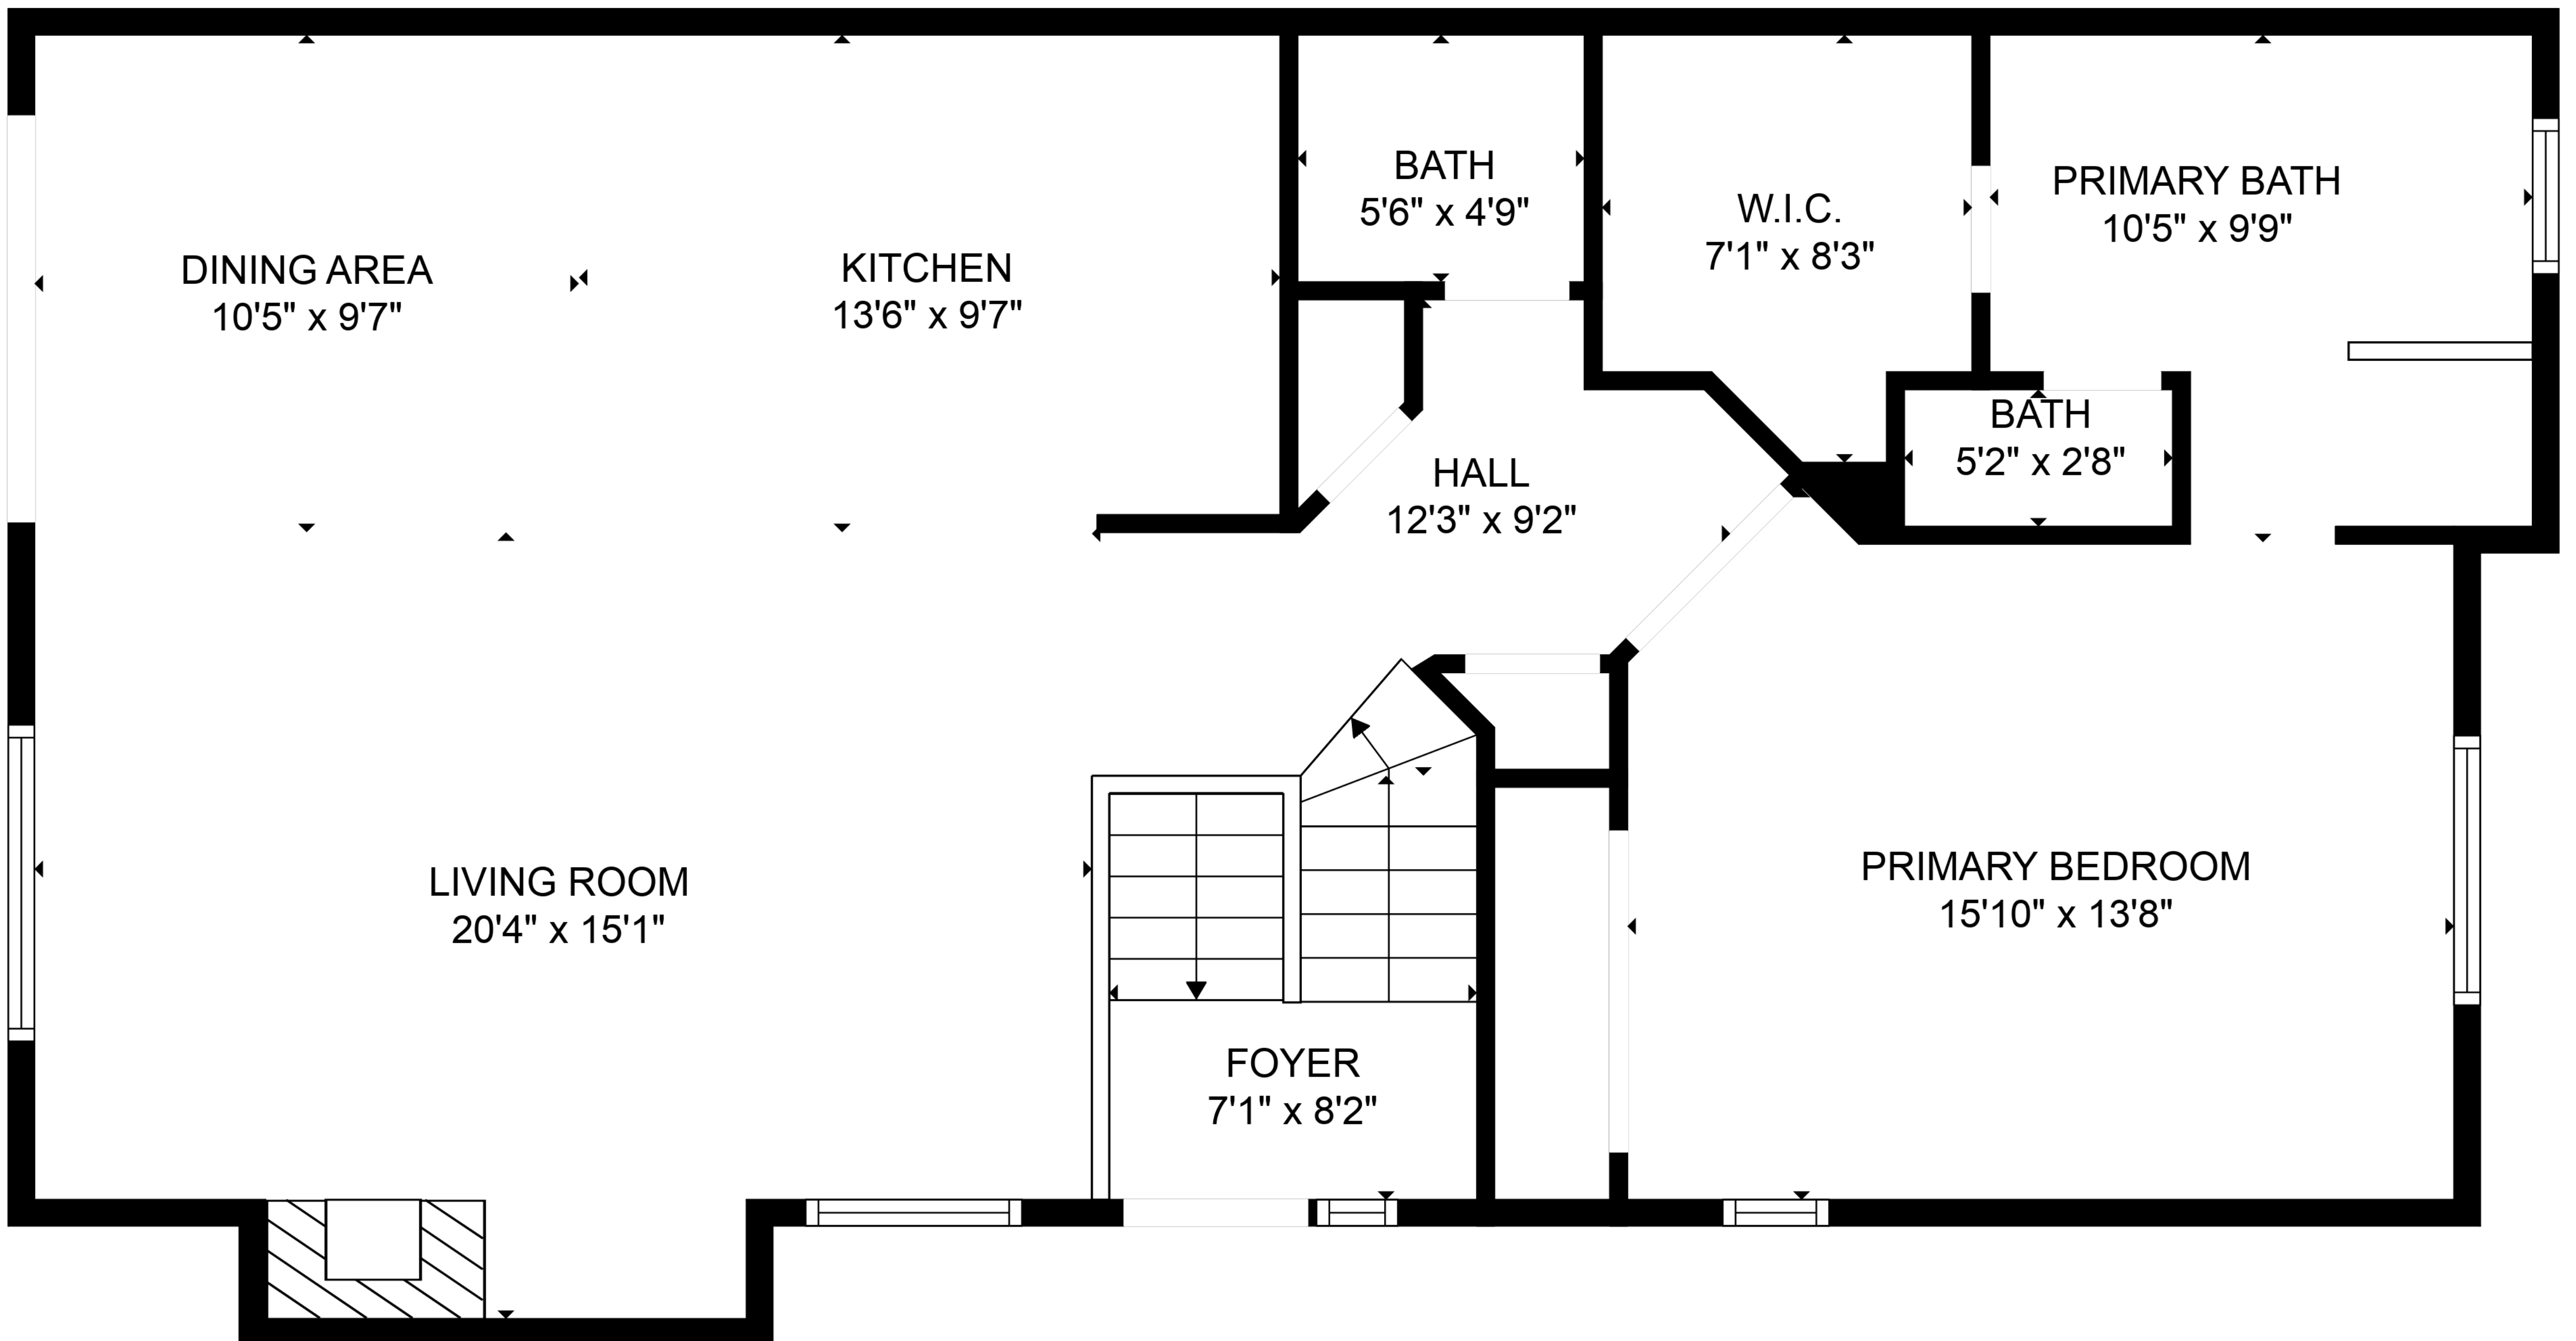 DINING AREA
10'5" x 9'7"
KITCHEN
13'6" x 9'7"
BATH
5'6" x 4'9"
W.I.C.
7'1" x 8'3"
PRIMARY BATH
10'5" x 9'9"
BATH
5'2" x 2'8"
HALL
12'3" x 9'2"
LIVING ROOM
20'4" x 15'1"
PRIMARY BEDROOM
15'10" x 13'8"
FOYER
7'1" x 8'2"